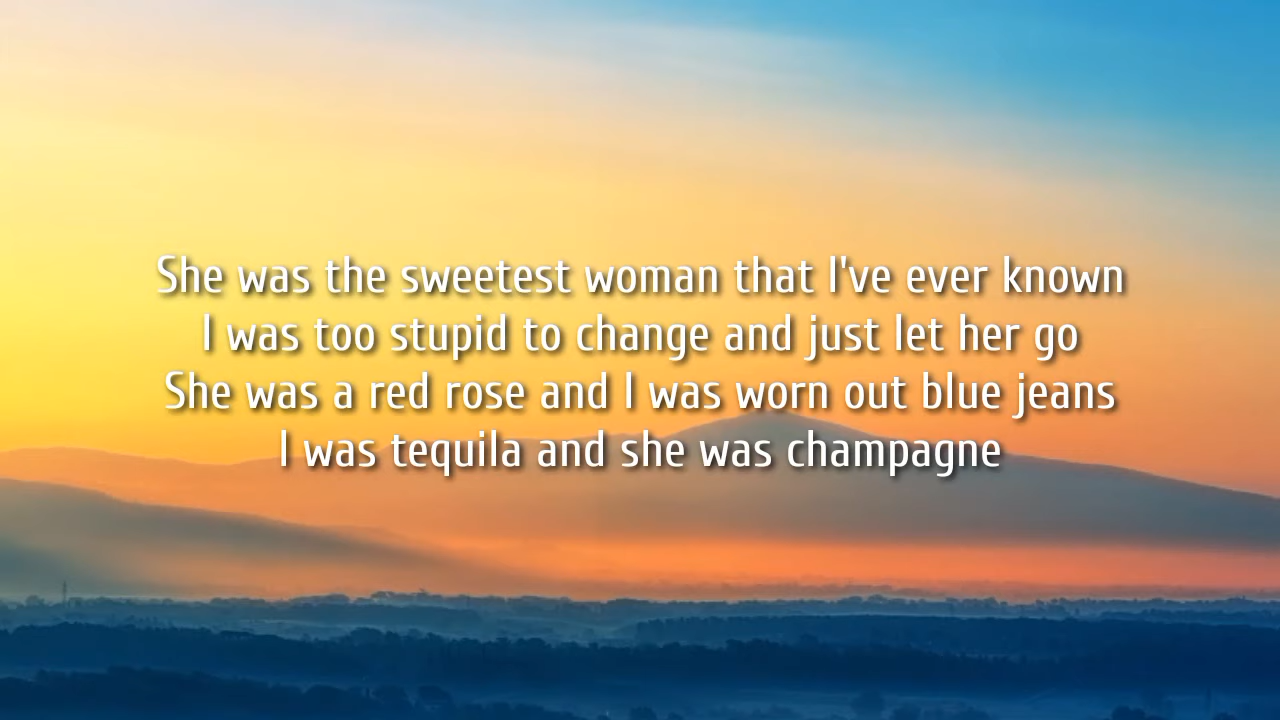 She was the sweetest woman that I've ever known
I was too stupid to change and just let her go
She was a red rose and I was worn out blue jeans
I was tequila and she was champagne